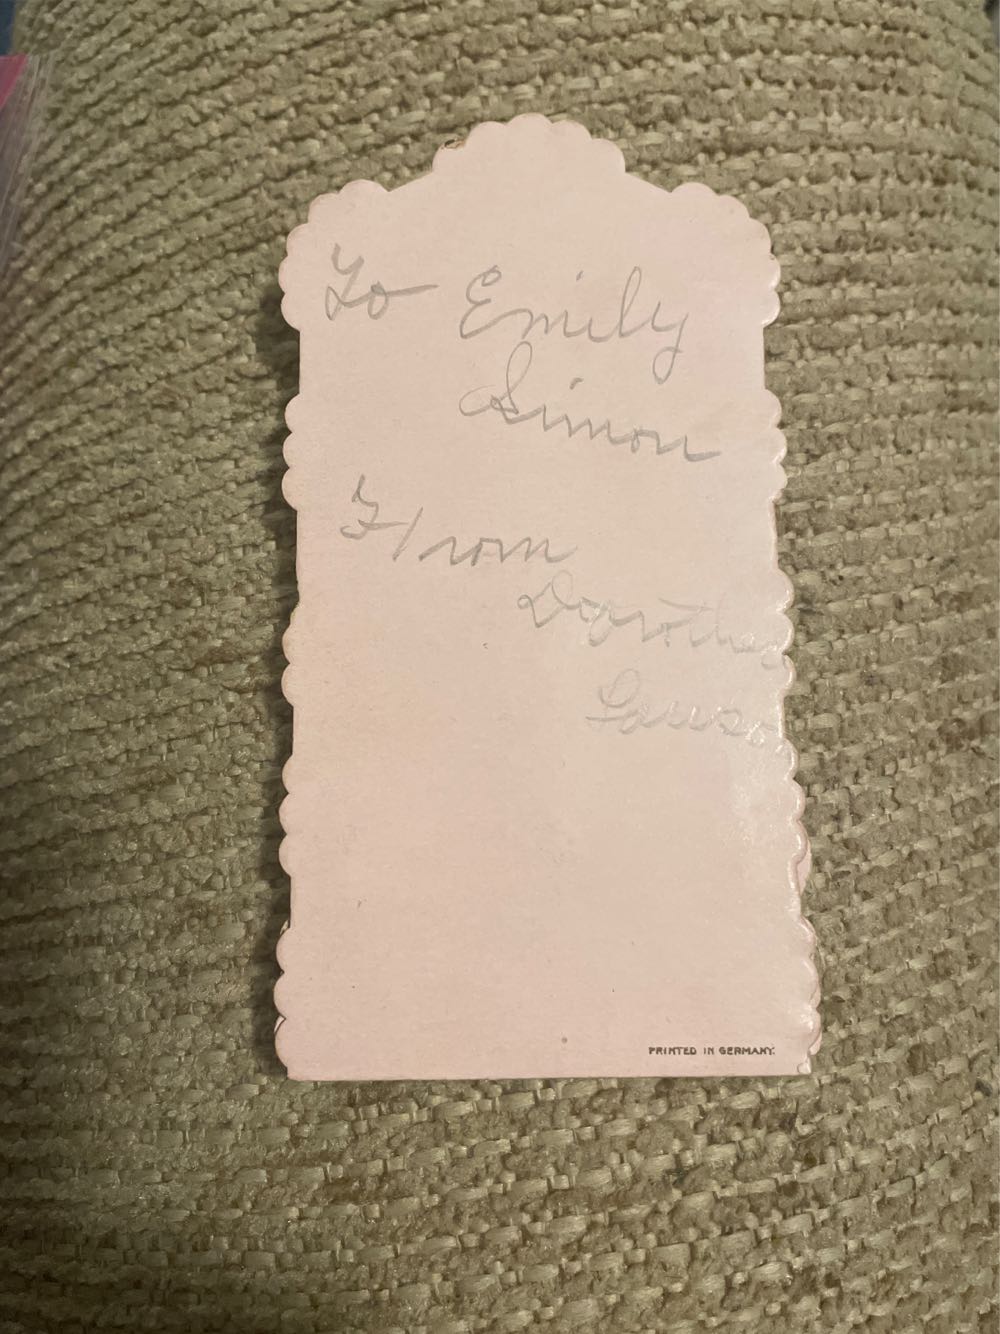 To Emily
Simon
From
Dorothy
PRINTED IN GERMANY.